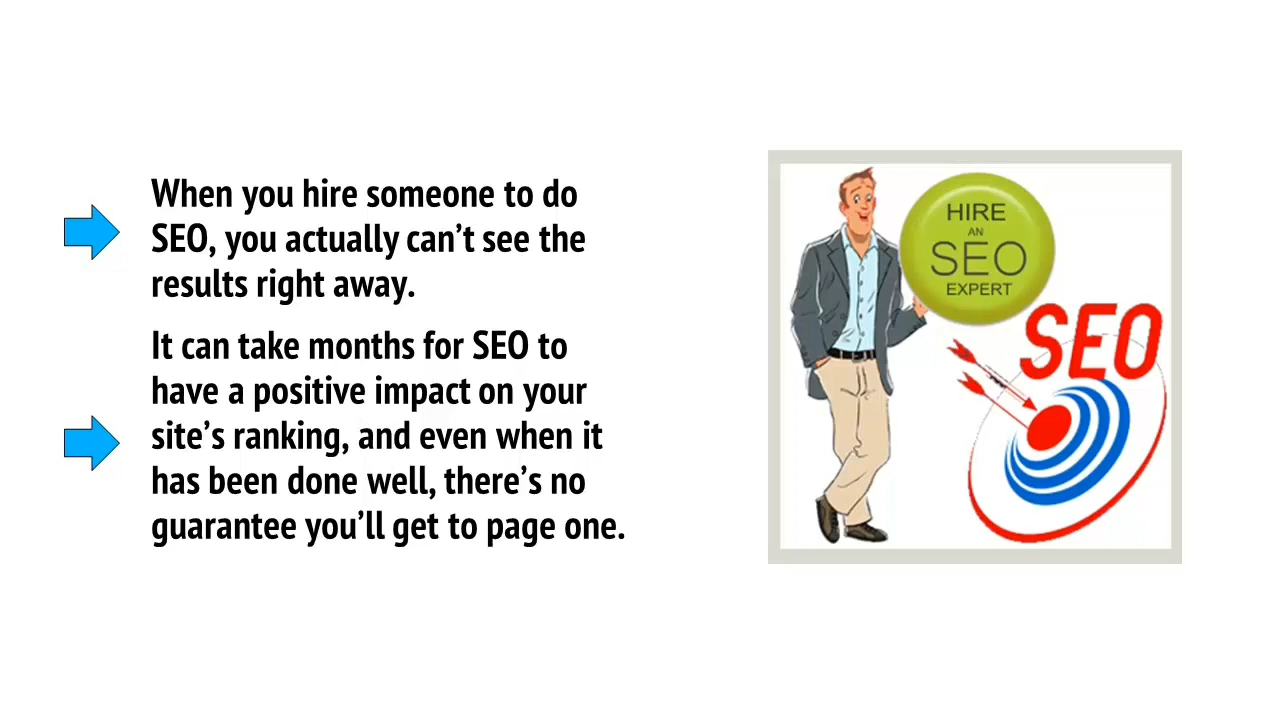 When you hire someone to do
SEO, you actually can't see the
results right away.
It can take months for SEO to
have a positive impact on your
site's ranking, and even when it
has been done well, there's no
guarantee you'll get to page one.
HIRE
AN
SEO
EXPERT
SEO